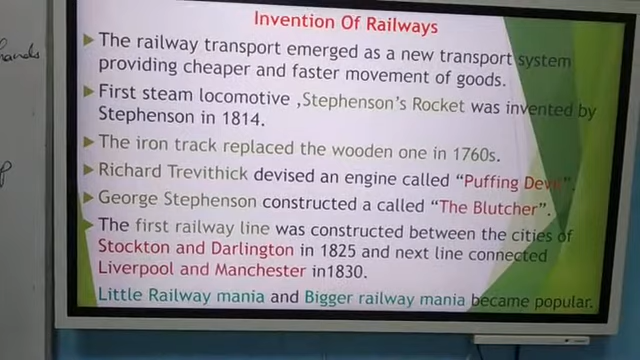 Invention Of Railways
The railway transport emerged as a new transport system
providing cheaper and faster movement of goods.
First steam locomotive ,Stephenson's Rocket was invented by
Stephenson in 1814.
The iron track replaced the wooden one in 1760s.
Richard Trevithick devised an engine called "Puffing Devil".
George Stephenson constructed a called "The Blutcher".
The first railway line was constructed between the cities of
Stockton and Darlington in 1825 and next line connected
Liverpool and Manchester in1830.
Little Railway mania and Bigger railway mania became popular.